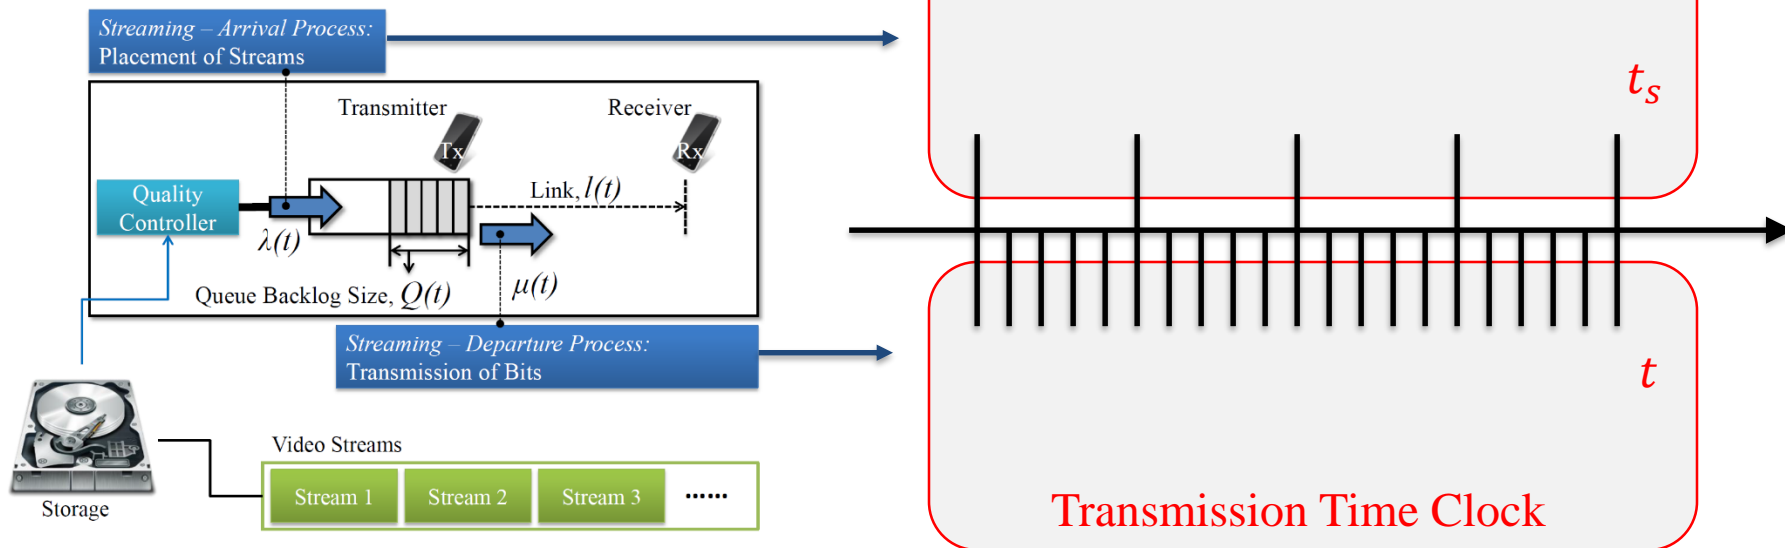 Streaming – Arrival Process:
Placement of Streams
Transmitter
Receiver
Tx
Rx
Quality
Controller
Link, l(t)
λ(t)
Queue Backlog Size, Q(t)
μ(t)
Streaming – Departure Process:
Transmission of Bits
Storage
Video Streams
Stream 1
Stream 2
Stream 3
......
t_s
t
Transmission Time Clock